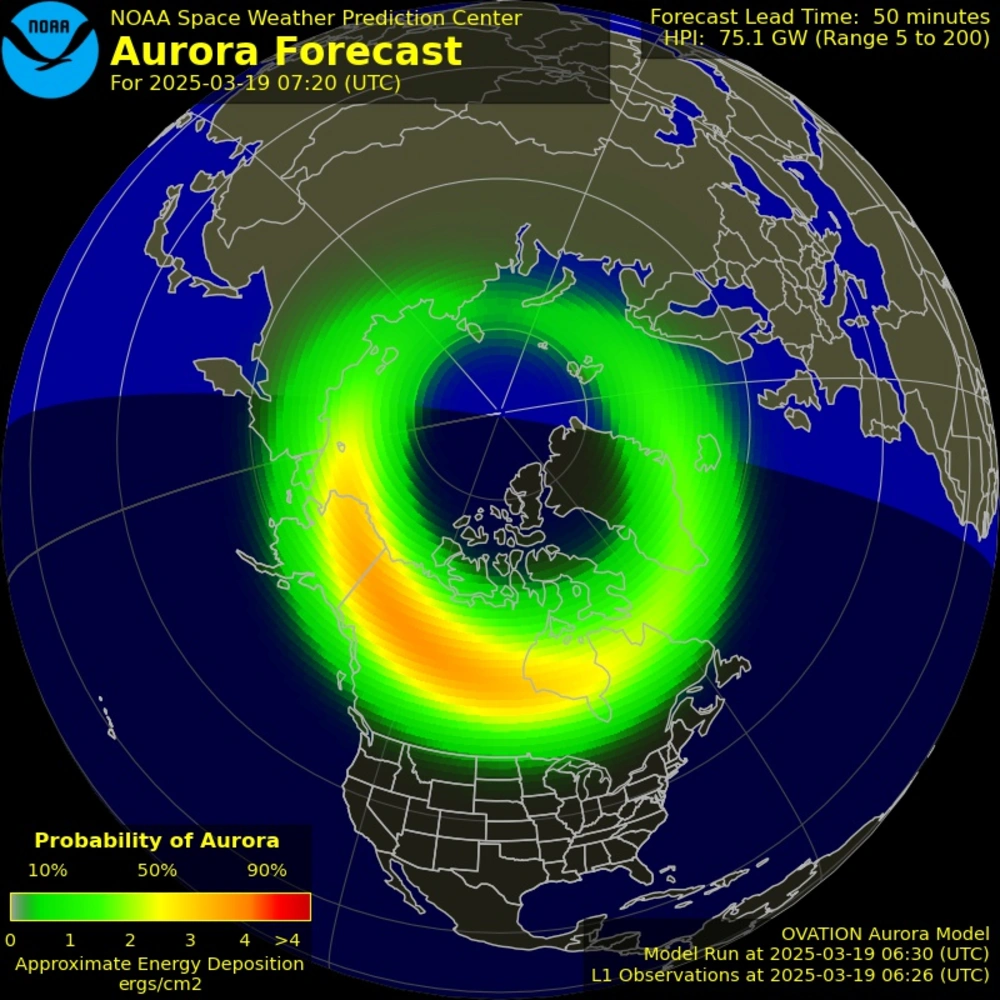 NOAA
NOAA Space Weather Prediction Center
Aurora Forecast
For 2025-03-19 07:20 (UTC)
Forecast Lead Time: 50 minutes
HPI: 75.1 GW (Range 5 to 200)
Probability of Aurora
10% 50% 90%
0 1 2 3 4 >4
Approximate Energy Deposition
ergs/cm2
OVATION Aurora Model
Model Run at 2025-03-19 06:30 (UTC)
L1 Observations at 2025-03-19 06:26 (UTC)